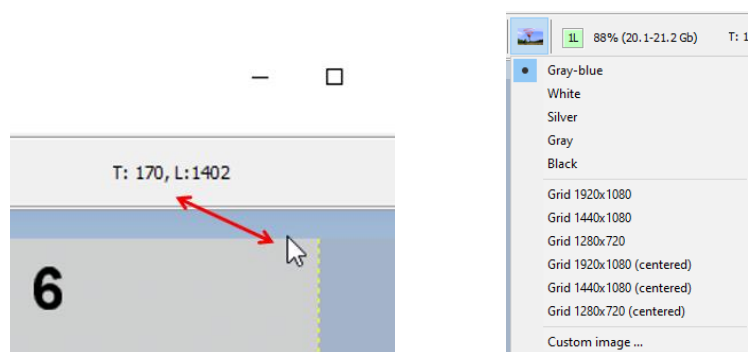 T: 170, L:1402
6
1L 88% (20.1-21.2 Gb) T: 1
Gray-blue
White
Silver
Gray
Black
Grid 1920x1080
Grid 1440x1080
Grid 1280x720
Grid 1920x1080 (centered)
Grid 1440x1080 (centered)
Grid 1280x720 (centered)
Custom image ...